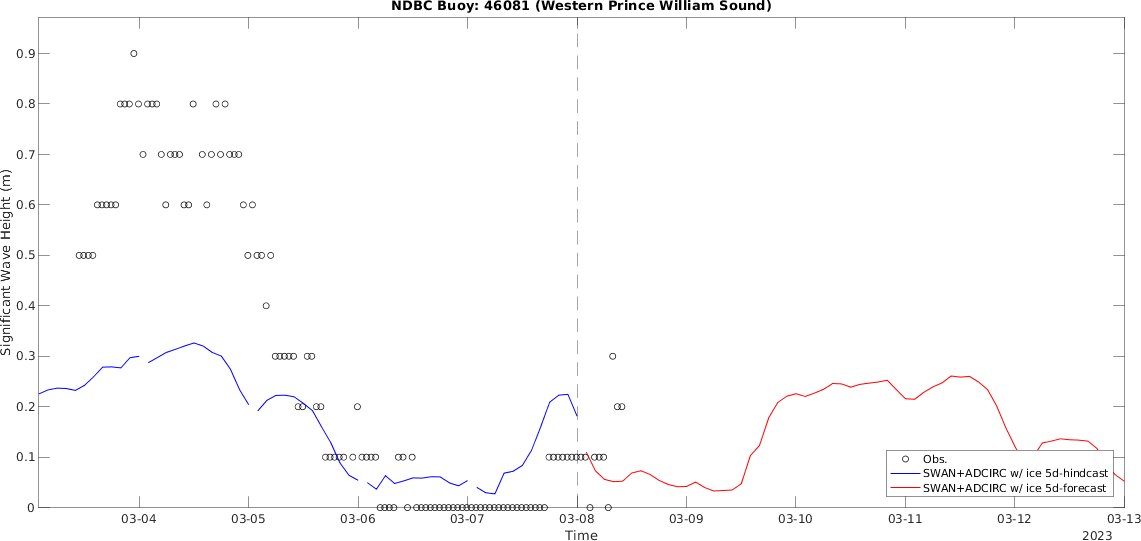 NDBC Buoy: 46081 (Western Prince William Sound)
Significant Wave Height (m)
0.9
0.8
0.7
0.6
0.5
0.4
0.3
0.2
0.1
0
Obs.
SWAN+ADCIRC w/ ice 5d-hindcast
SWAN+ADCIRC w/ ice 5d-forecast
03-04 03-05 03-06 03-07 03-08 03-09 03-10 03-11 03-12 03-13
Time
2023